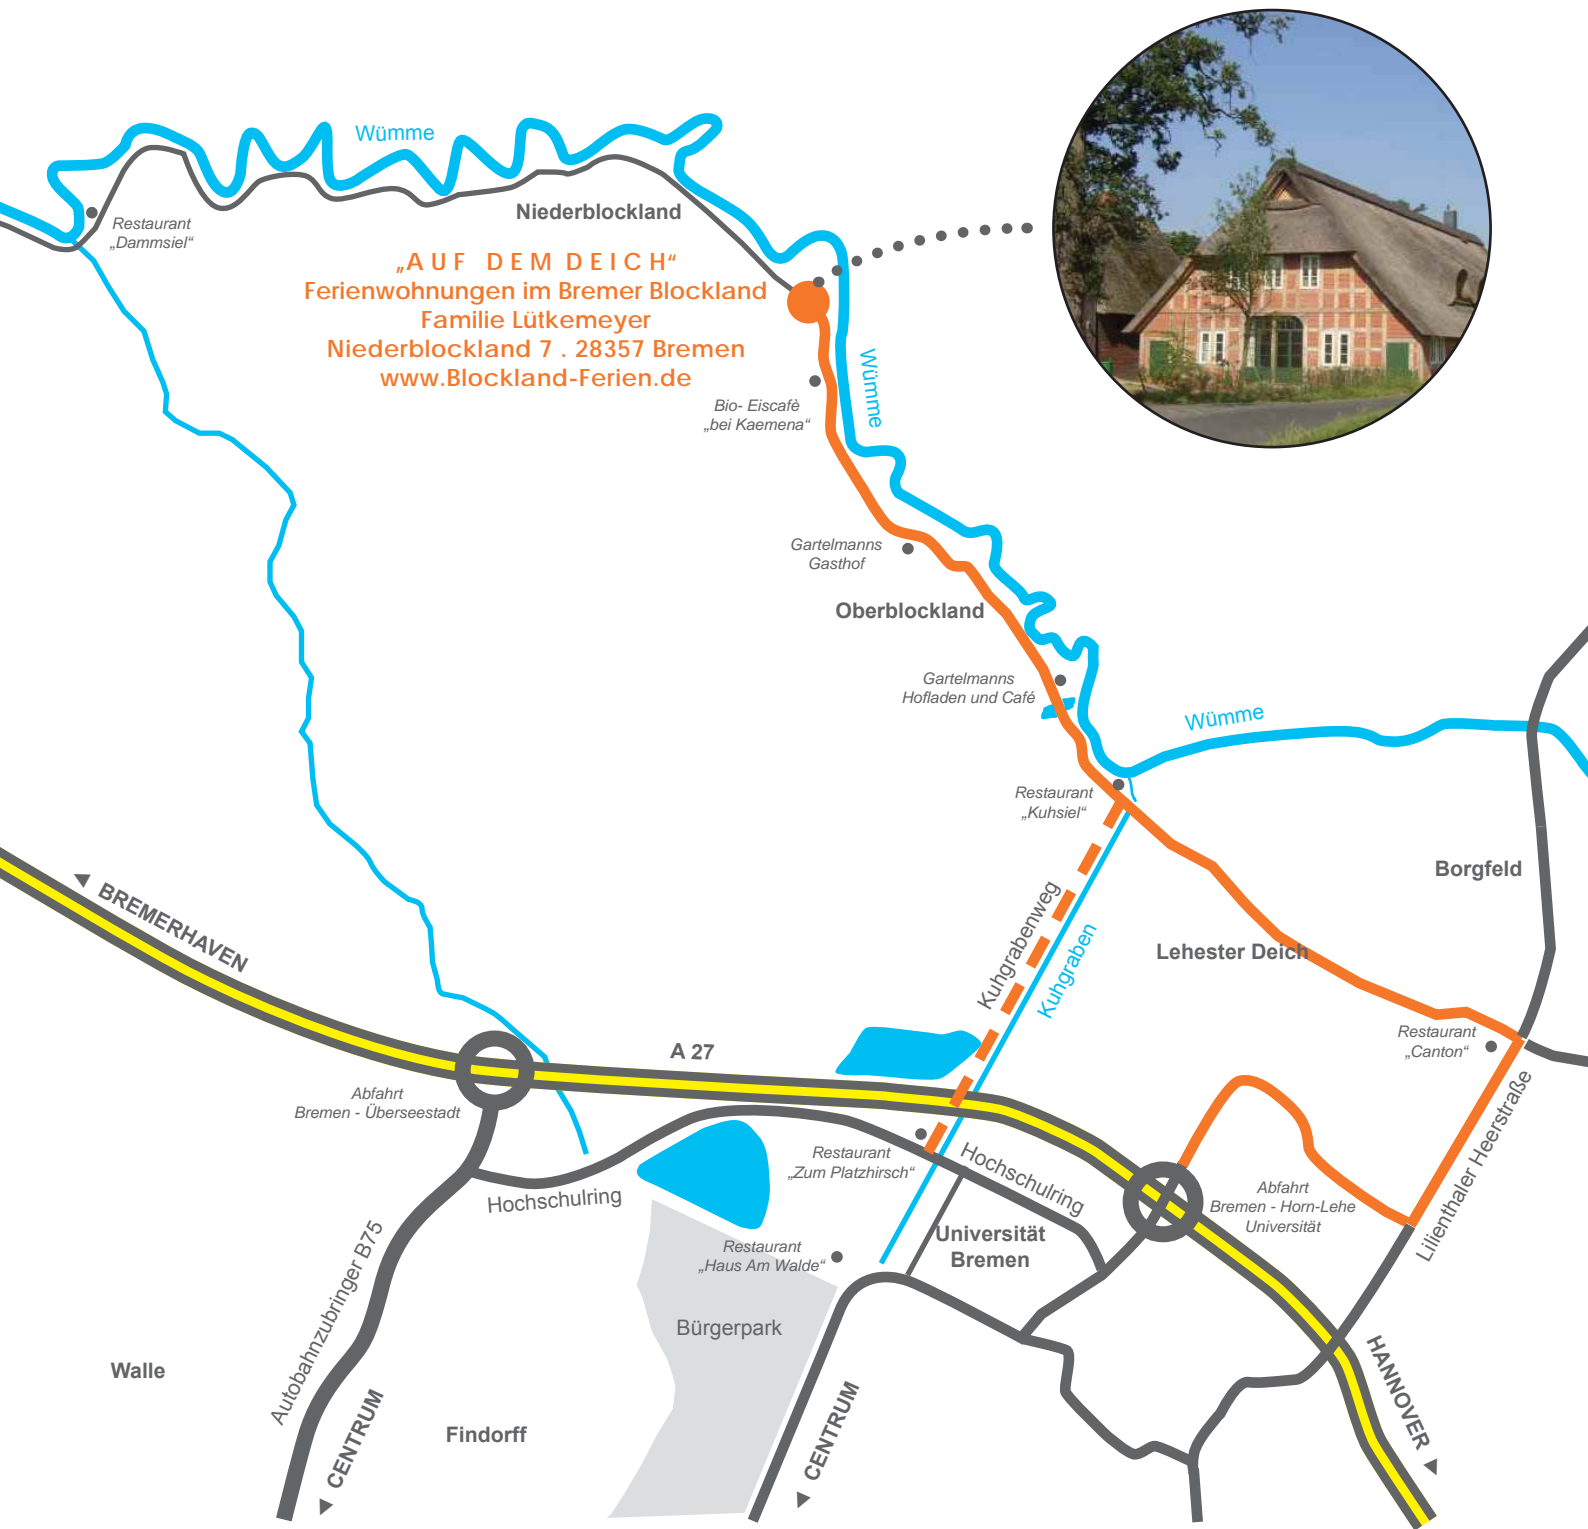 Wümme
Niederblockland
Restaurant
„Dammsiel“
„AUF DEM DEICH“
Ferienwohnungen im Bremer Blockland
Familie Lütkemeyer
Niederblockland 7 . 28357 Bremen
www.Blockland-Ferien.de
Wümme
Bio- Eiscafè
„bei Kaemena“
Gartelmanns
Gasthof
Oberblockland
Gartelmanns
Hofladen und Café
Wümme
Restaurant
„Kuhsiel“
Borgfeld
BREMERHAVEN
Kuhgrabenweg
Kuhgraben
Lehester Deich
A 27
Restaurant
„Canton“
Abfahrt
Bremen - Überseestadt
Lilienthaler Heerstraße
Restaurant
„Zum Platzhirsch“
Hochschulring
Hochschulring
Abfahrt
Bremen - Horn-Lehe
Universität
Universität
Bremen
Restaurant
„Haus Am Walde“
Autobahnzubringer B75
Bürgerpark
Walle
HANNOVER
CENTRUM
Findorff
CENTRUM